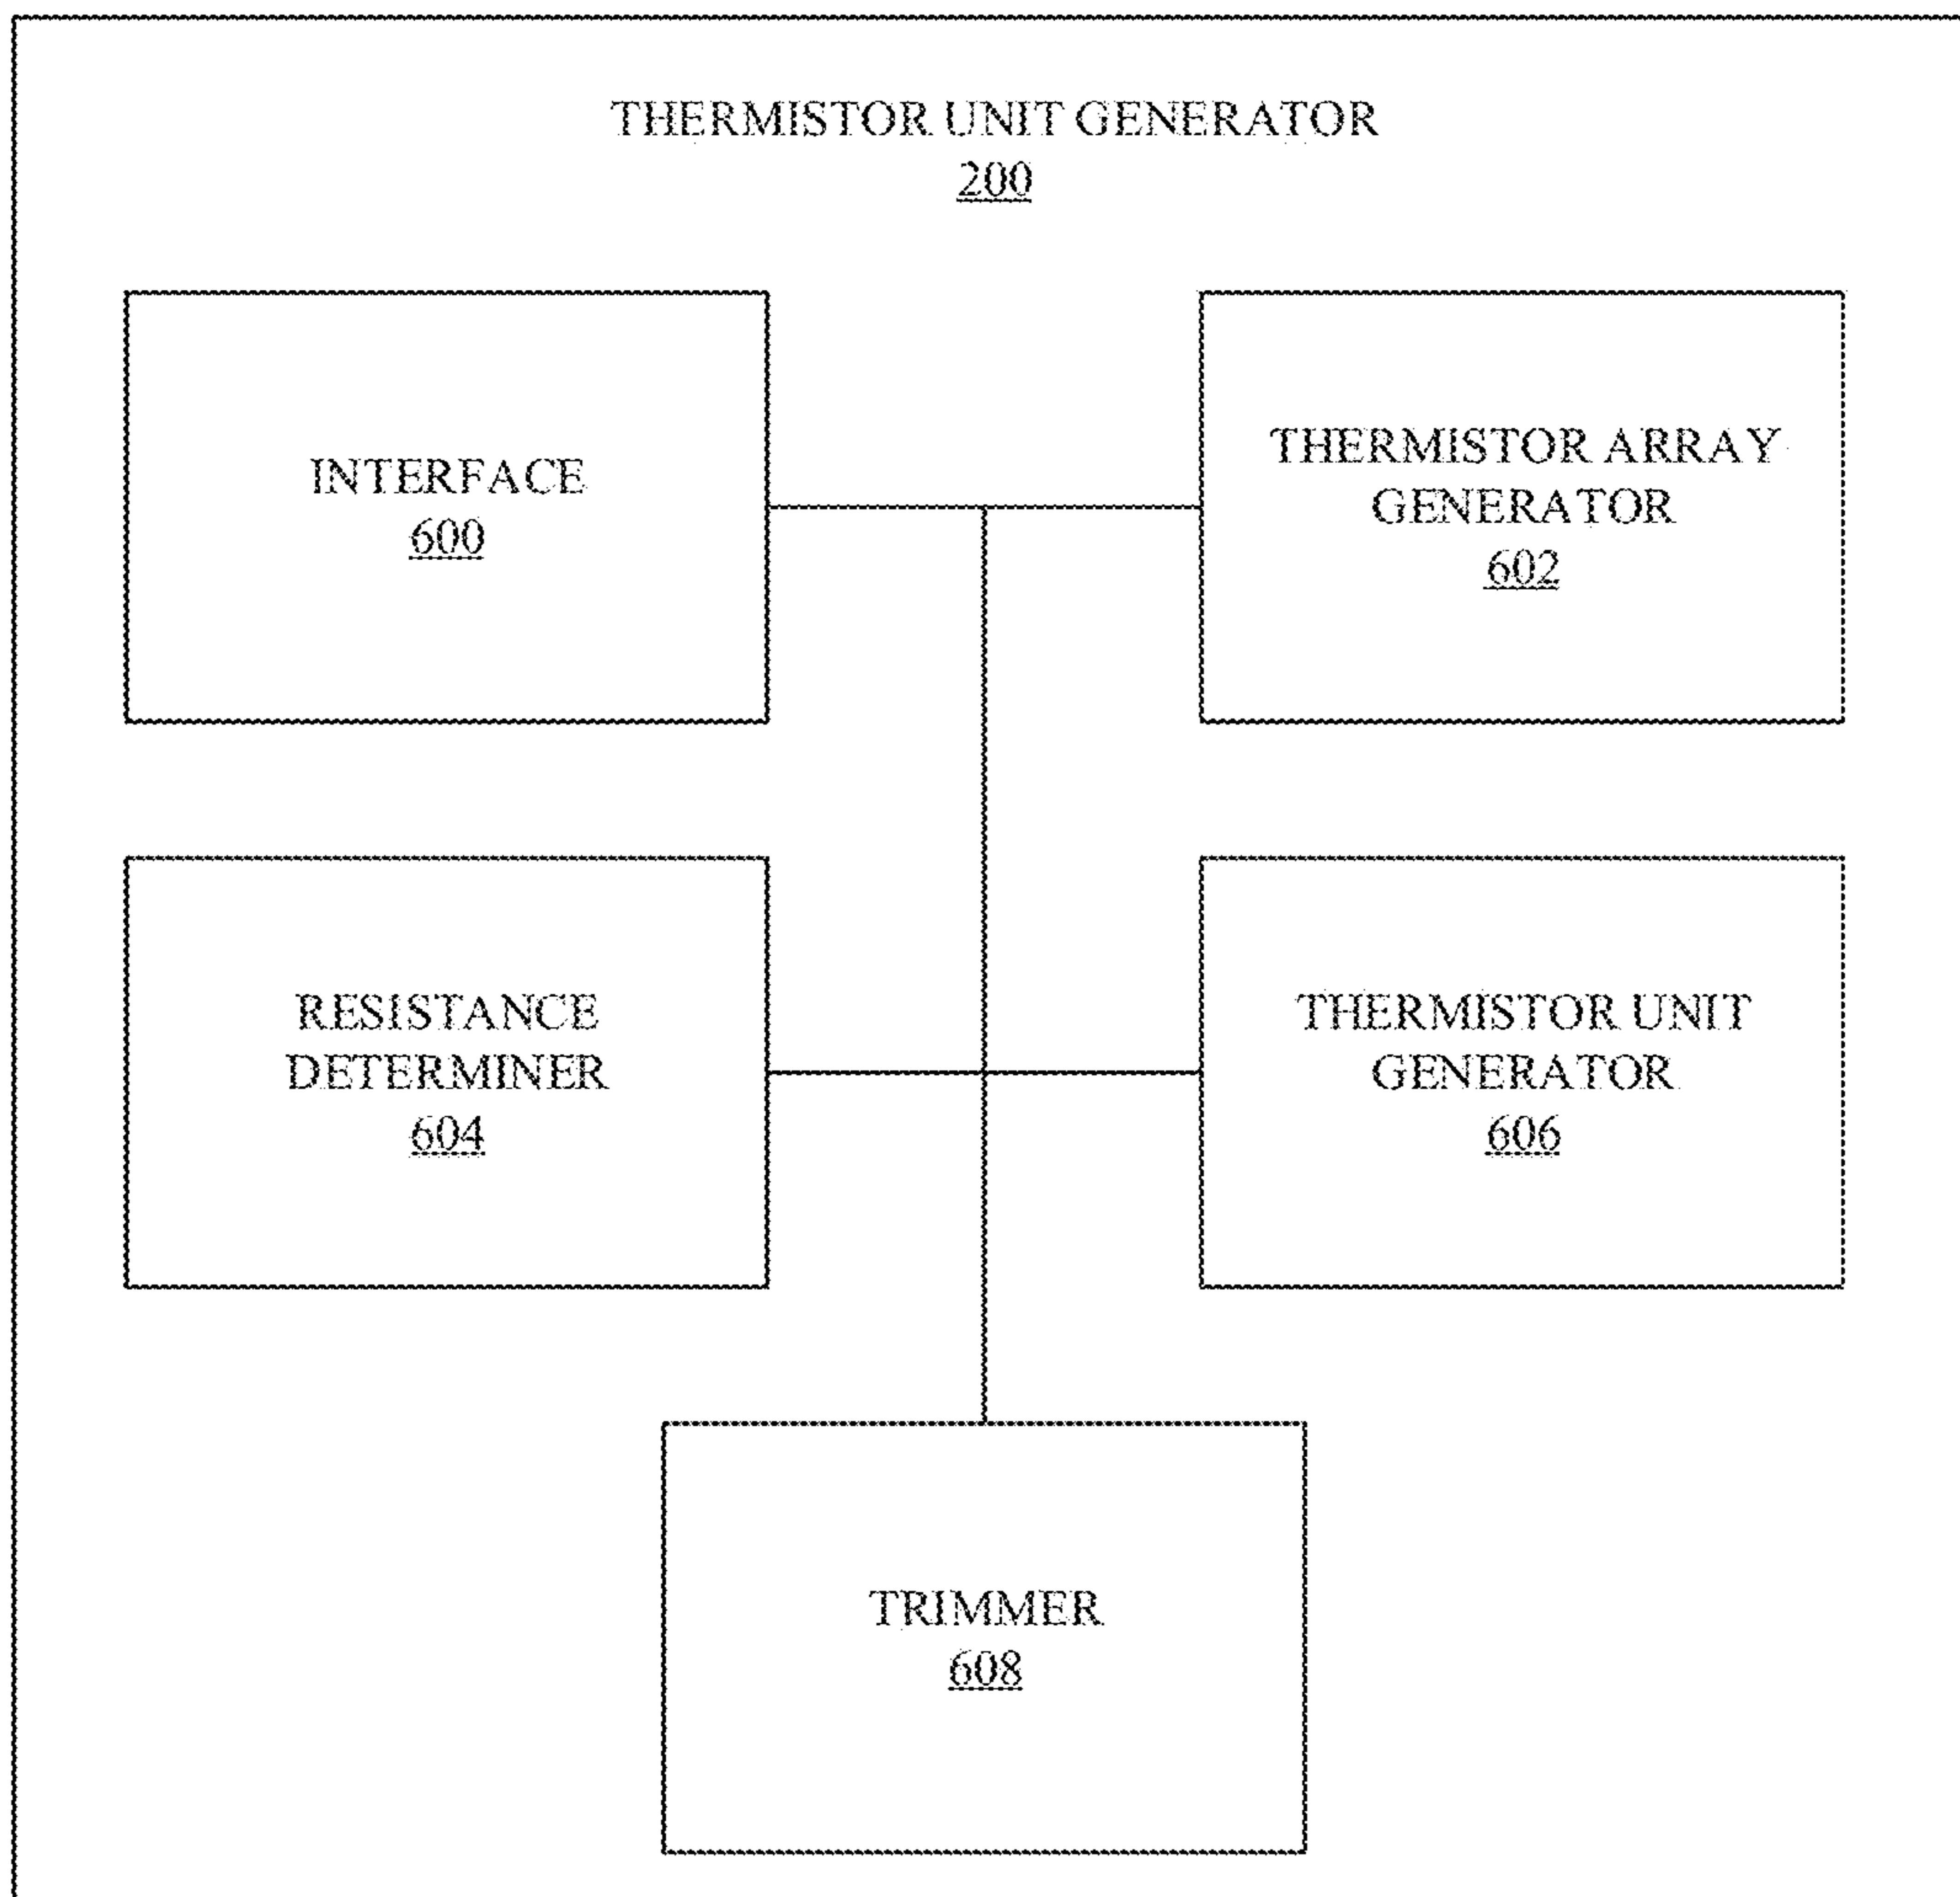 THERMISTOR UNIT GENERATOR
200
INTERFACE
600
THERMISTOR ARRAY
GENERATOR
602
RESISTANCE
DETERMINER
604
THERMISTOR UNIT
GENERATOR
606
TRIMMER
608